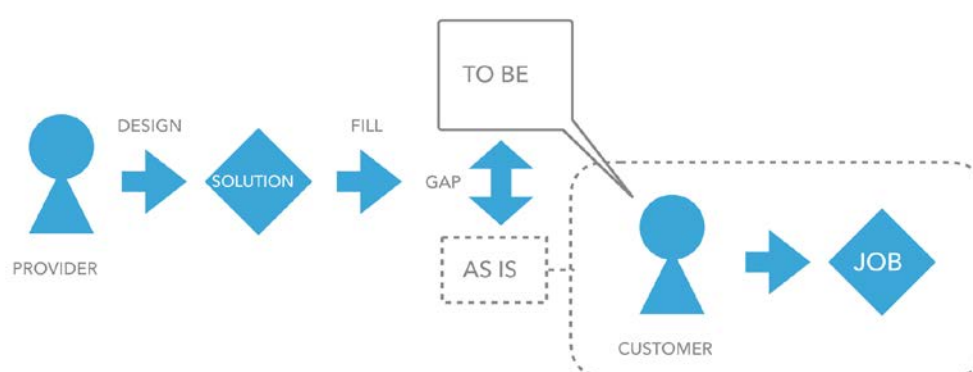 TO BE
DESIGN
FILL
SOLUTION
GAP
PROVIDER
AS IS
JOB
CUSTOMER